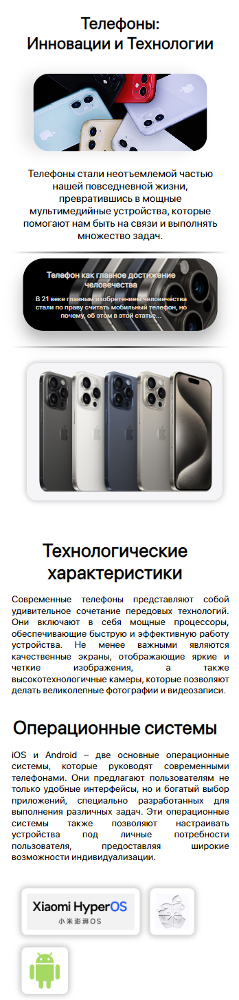 Телефоны:
Инновации и Технологии
Телефоны стали неотъемлемой частью
нашей повседневной жизни,
превратившись в мощные
мультимедийные устройства, которые
помогают нам быть на связи и выполнять
множество задач.
Телефон как главное достижение
человечества
В 21 веке главным изобретением человечества
стали по праву считать мобильный телефон, но
почему, об этом в этой статье...
Технологические
характеристики
Современные телефоны представляют собой
удивительное сочетание передовых технологий.
Они включают в себя мощные процессоры,
обеспечивающие быструю и эффективную работу
устройства. Не менее важными являются
качественные экраны, отображающие яркие и
четкие изображения, а также
высокотехнологичные камеры, которые позволяют
делать великолепные фотографии и видеозаписи.
Операционные системы
iOS и Android – две основные операционные
системы, которые руководят современными
телефонами. Они предлагают пользователям не
только удобные интерфейсы, но и богатый выбор
приложений, специально разработанных для
выполнения различных задач. Эти операционные
системы также позволяют настраивать
устройства под личные потребности
пользователя, предоставляя широкие
возможности индивидуализации.
Xiaomi HyperOS
小米澎湃OS